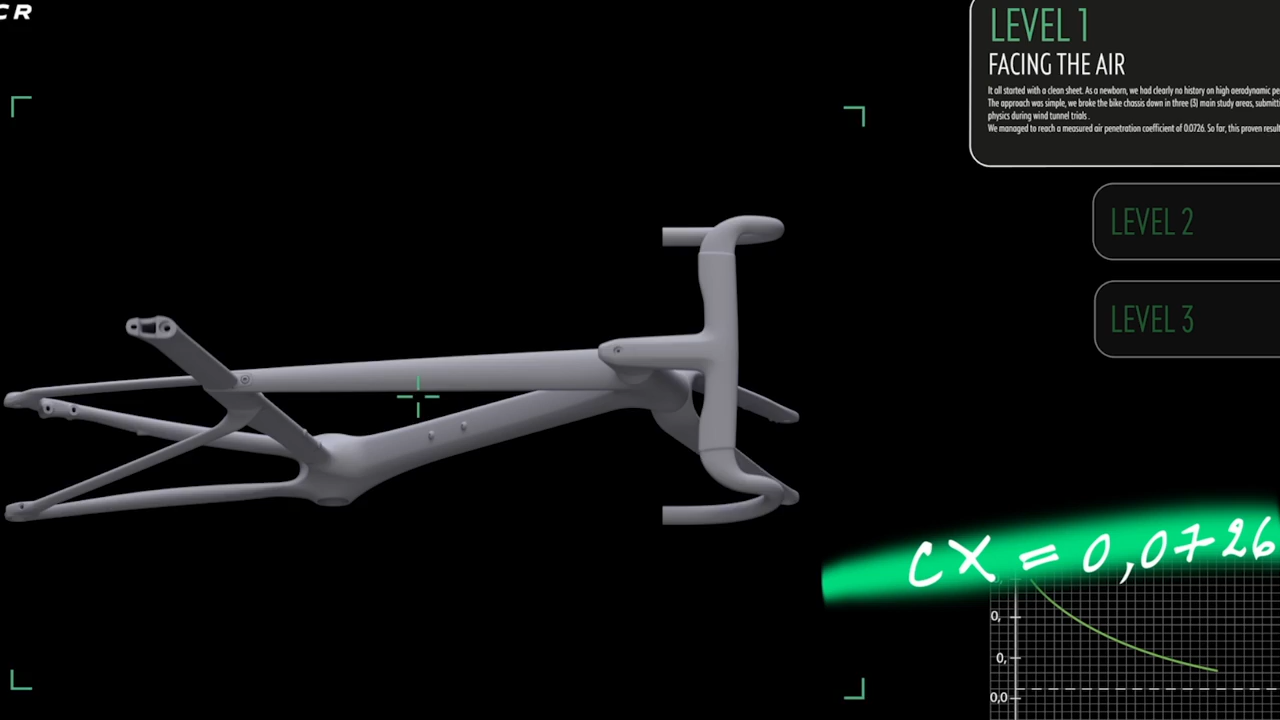 CR
LEVEL 1
FACING THE AIR
It all started with a clean sheet. As a newborn, we had clearly no history on high aerodynamic pe
The approach was simple, we broke the bike chassis down in three (3) main study areas, submitti
physics during wind tunnel trials .
We managed to reach a measured air penetration coefficient of 0.0726. So far, this proven result
LEVEL 2
LEVEL 3
CX = 0,0726
0,
0,
0,0